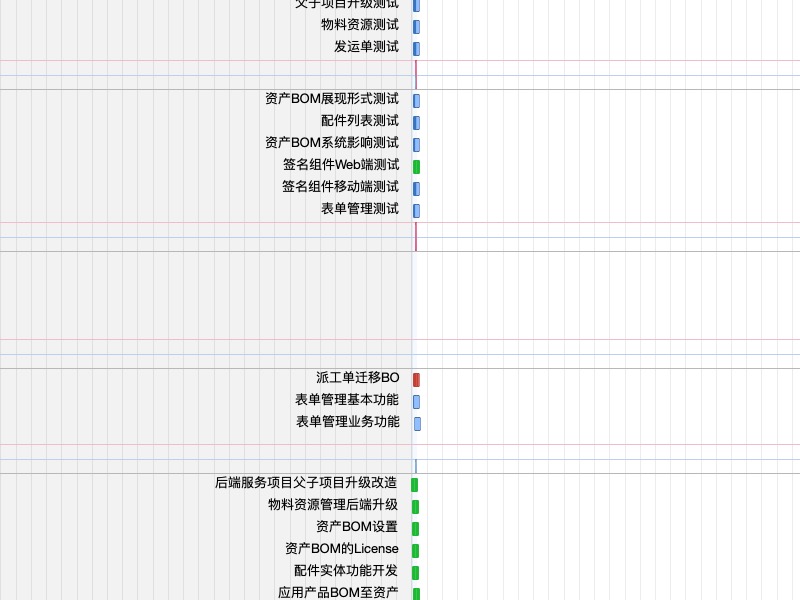 父子项目升级测试
物料资源测试
发运单测试
资产BOM展现形式测试
配件列表测试
资产BOM系统影响测试
签名组件Web端测试
签名组件移动端测试
表单管理测试
派工单迁移BO
表单管理基本功能
表单管理业务功能
后端服务项目父子项目升级改造
物料资源管理后端升级
资产BOM设置
资产BOM的License
配件实体功能开发
应用产品BOM至资产